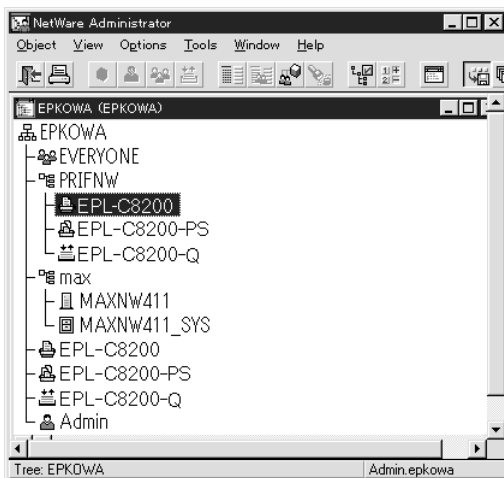 NetWare Administrator
Object View Options Tools Window Help
EPKOWA (EPKOWA)
EPKOWA
EVERYONE
PRIFNW
EPL-C8200
EPL-C8200-PS
EPL-C8200-Q
max
MAXNW411
MAXNW411_SYS
EPL-C8200
EPL-C8200-PS
EPL-C8200-Q
Admin
Tree: EPKOWA Admin.epkowa